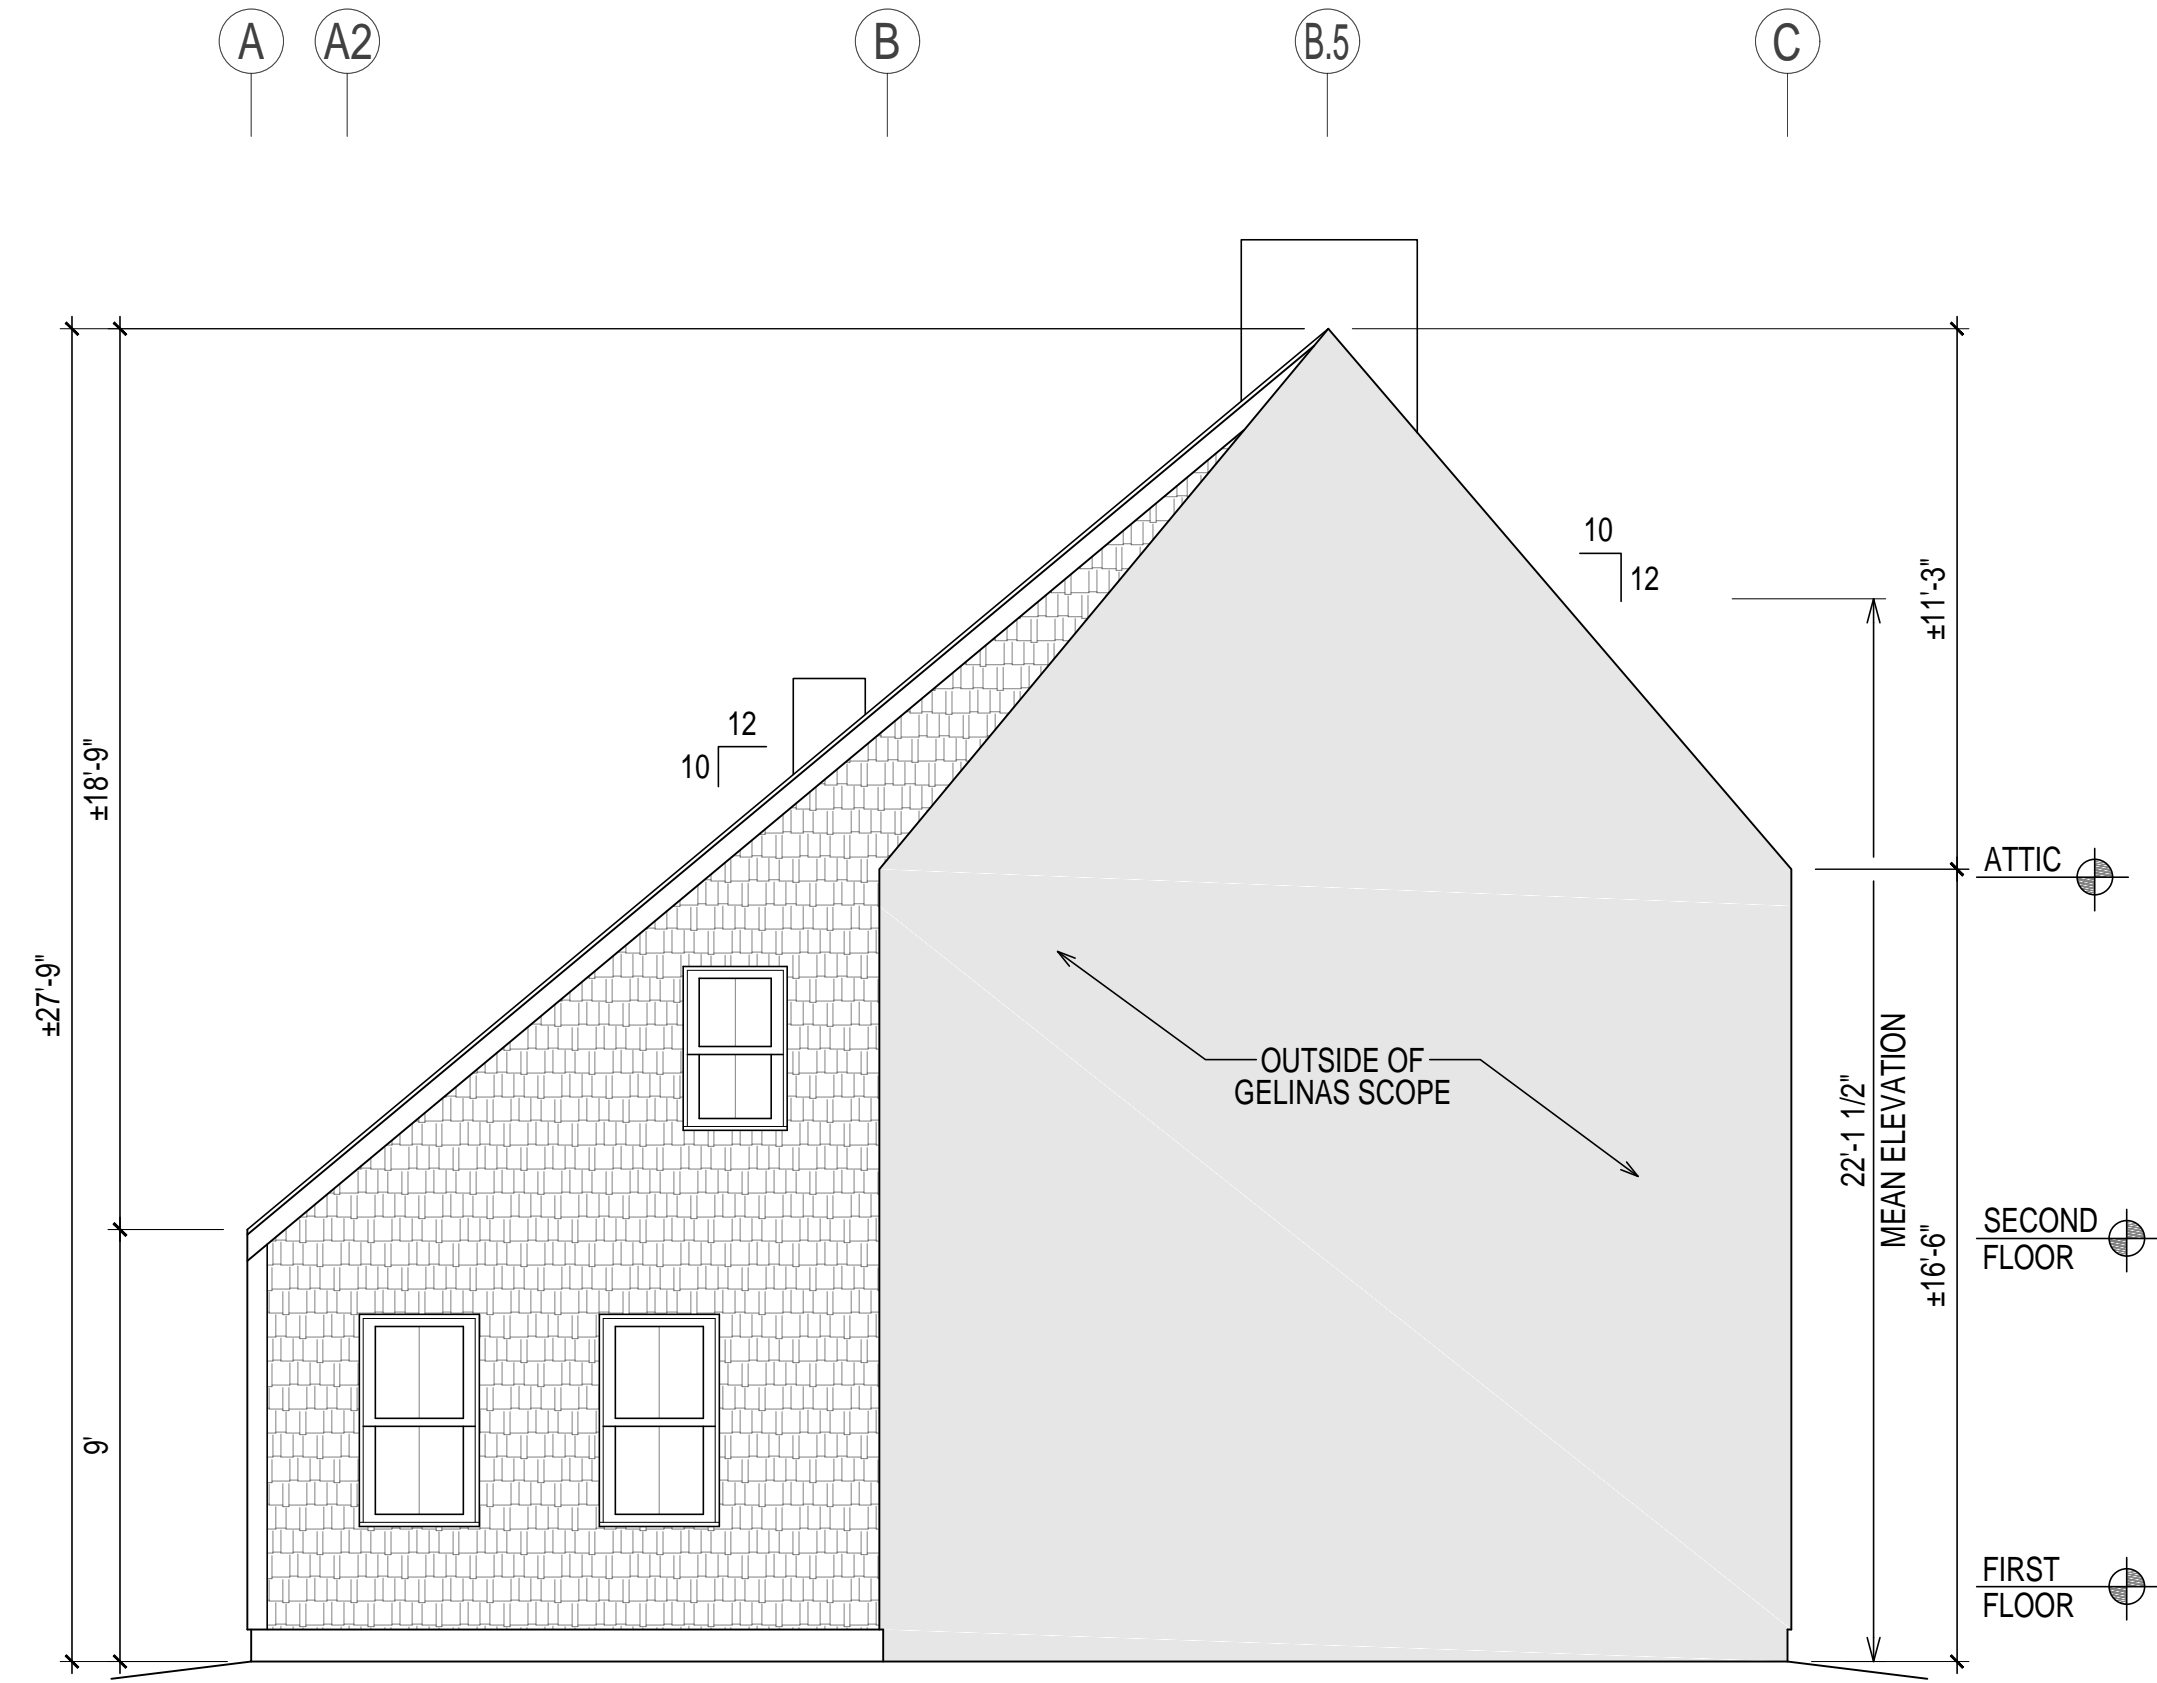 A
A2
B
B.5
C
10
12
±11'-3"
12
10
±18'-9"
ATTIC
±27'-9"
OUTSIDE OF
GELINAS SCOPE
22'-1 1/2"
MEAN ELEVATION
±16'-6"
SECOND
FLOOR
9'
FIRST
FLOOR